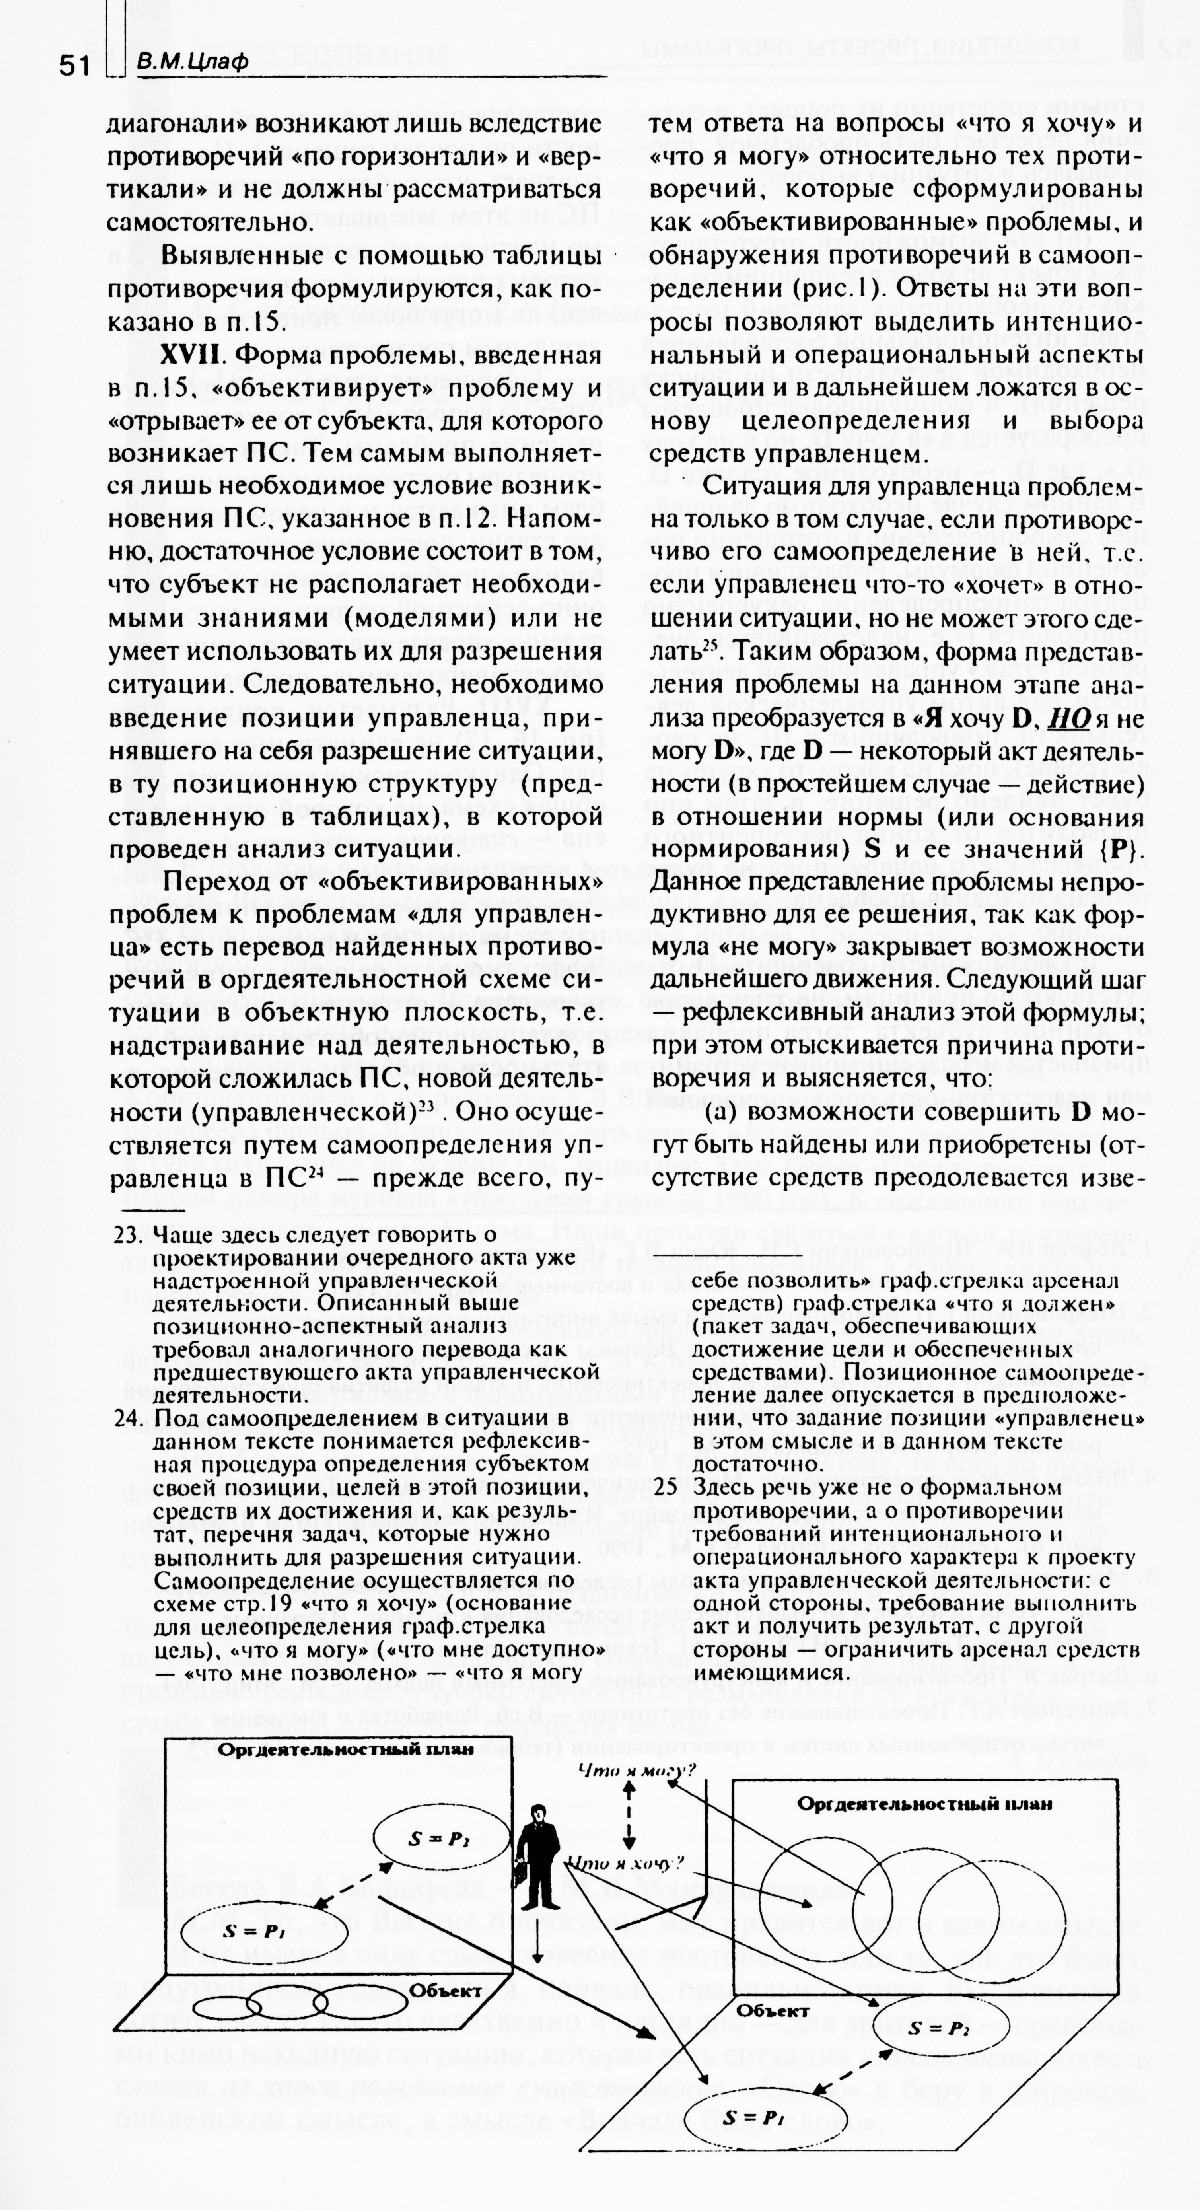 51
В.М.Цлаф
диагонали» возникают лишь вследствие
противоречий «по горизонтали» и «вер-
тикали» и не должны рассматриваться
самостоятельно.
Выявленные с помощью таблицы
противоречия формулируются, как по-
казано в п.15.
XVII. Форма проблемы, введенная
в п.15, «объективирует» проблему и
«отрывает» ее от субъекта, для которого
возникает ПС. Тем самым выполняет-
ся лишь необходимое условие возник-
новения ПС, указанное в п.12. Напом-
ню, достаточное условие состоит в том,
что субъект не располагает необходи-
мыми знаниями (моделями) или не
умеет использовать их для разрешения
ситуации. Следовательно, необходимо
введение позиции управленца, при-
нявшего на себя разрешение ситуации,
в ту позиционную структуру (пред-
ставленную в таблицах), в которой
проведен анализ ситуации.
Переход от «объективированных»
проблем к проблемам «для управлен-
ца» есть перевод найденных противо-
речий в оргдеятельностной схеме си-
туации в объектную плоскость, т.е.
надстраивание над деятельностью, в
которой сложилась ПС, новой деятель-
ности (управленческой)²³. Оно осуще-
ствляется путем самоопределения уп-
равленца в ПС²⁴ — прежде всего, пу-
23. Чаще здесь следует говорить о
проектировании очередного акта уже
надстроенной управленческой
деятельности. Описанный выше
позиционно-аспектный анализ
требовал аналогичного перевода как
предшествующего акта управленческой
деятельности.
24. Под самоопределением в ситуации в
данном тексте понимается рефлексив-
ная процедура определения субъектом
своей позиции, целей в этой позиции,
средств их достижения и, как резуль-
тат, перечня задач, которые нужно
выполнить для разрешения ситуации.
Самоопределение осуществляется по
схеме стр.19 «что я хочу» (основание
для целеопределения граф.стрелка
цель), «что я могу» («что мне доступно»
— «что мне позволено» — «что я могу
тем ответа на вопросы «что я хочу» и
«что я могу» относительно тех проти-
воречий, которые сформулированы
как «объективированные» проблемы, и
обнаружения противоречий в самооп-
ределении (рис.1). Ответы на эти воп-
росы позволяют выделить интенцио-
нальный и операциональный аспекты
ситуации и в дальнейшем ложатся в ос-
нову целеопределения и выбора
средств управленцем.
Ситуация для управленца проблем-
на только в том случае, если противоре-
чиво его самоопределение в ней, т.е.
если управленец что-то «хочет» в отно-
шении ситуации, но не может этого сде-
лать²⁵. Таким образом, форма представ-
ления проблемы на данном этапе ана-
лиза преобразуется в «Я хочу D, НО я не
могу D», где D — некоторый акт деятель-
ности (в простейшем случае — действие)
в отношении нормы (или основания
нормирования) S и ее значений {P}.
Данное представление проблемы непро-
дуктивно для ее решения, так как фор-
мула «не могу» закрывает возможности
дальнейшего движения. Следующий шаг
— рефлексивный анализ этой формулы;
при этом отыскивается причина проти-
воречия и выясняется, что:
(а) возможности совершить D мо-
гут быть найдены или приобретены (от-
сутствие средств преодолевается изве-
себе позволить» граф.стрелка арсенал
средств) граф.стрелка «что я должен»
(пакет задач, обеспечивающих
достижение цели и обеспеченных
средствами). Позиционное самоопреде-
ление далее опускается в предположе-
нии, что задание позиции «управленец»
в этом смысле и в данном тексте
достаточно.
25 Здесь речь уже не о формальном
противоречии, а о противоречии
требований интенционального и
операционального характера к проекту
акта управленческой деятельности: с
одной стороны, требование выполнить
акт и получить результат, с другой
стороны — ограничить арсенал средств
имеющимися.
Оргдеятельностный план
S = P₂
S = P₁
Объект
Что я могу?
Что я хочу?
Оргдеятельностный план
Объект
S = P₂
S = P₁